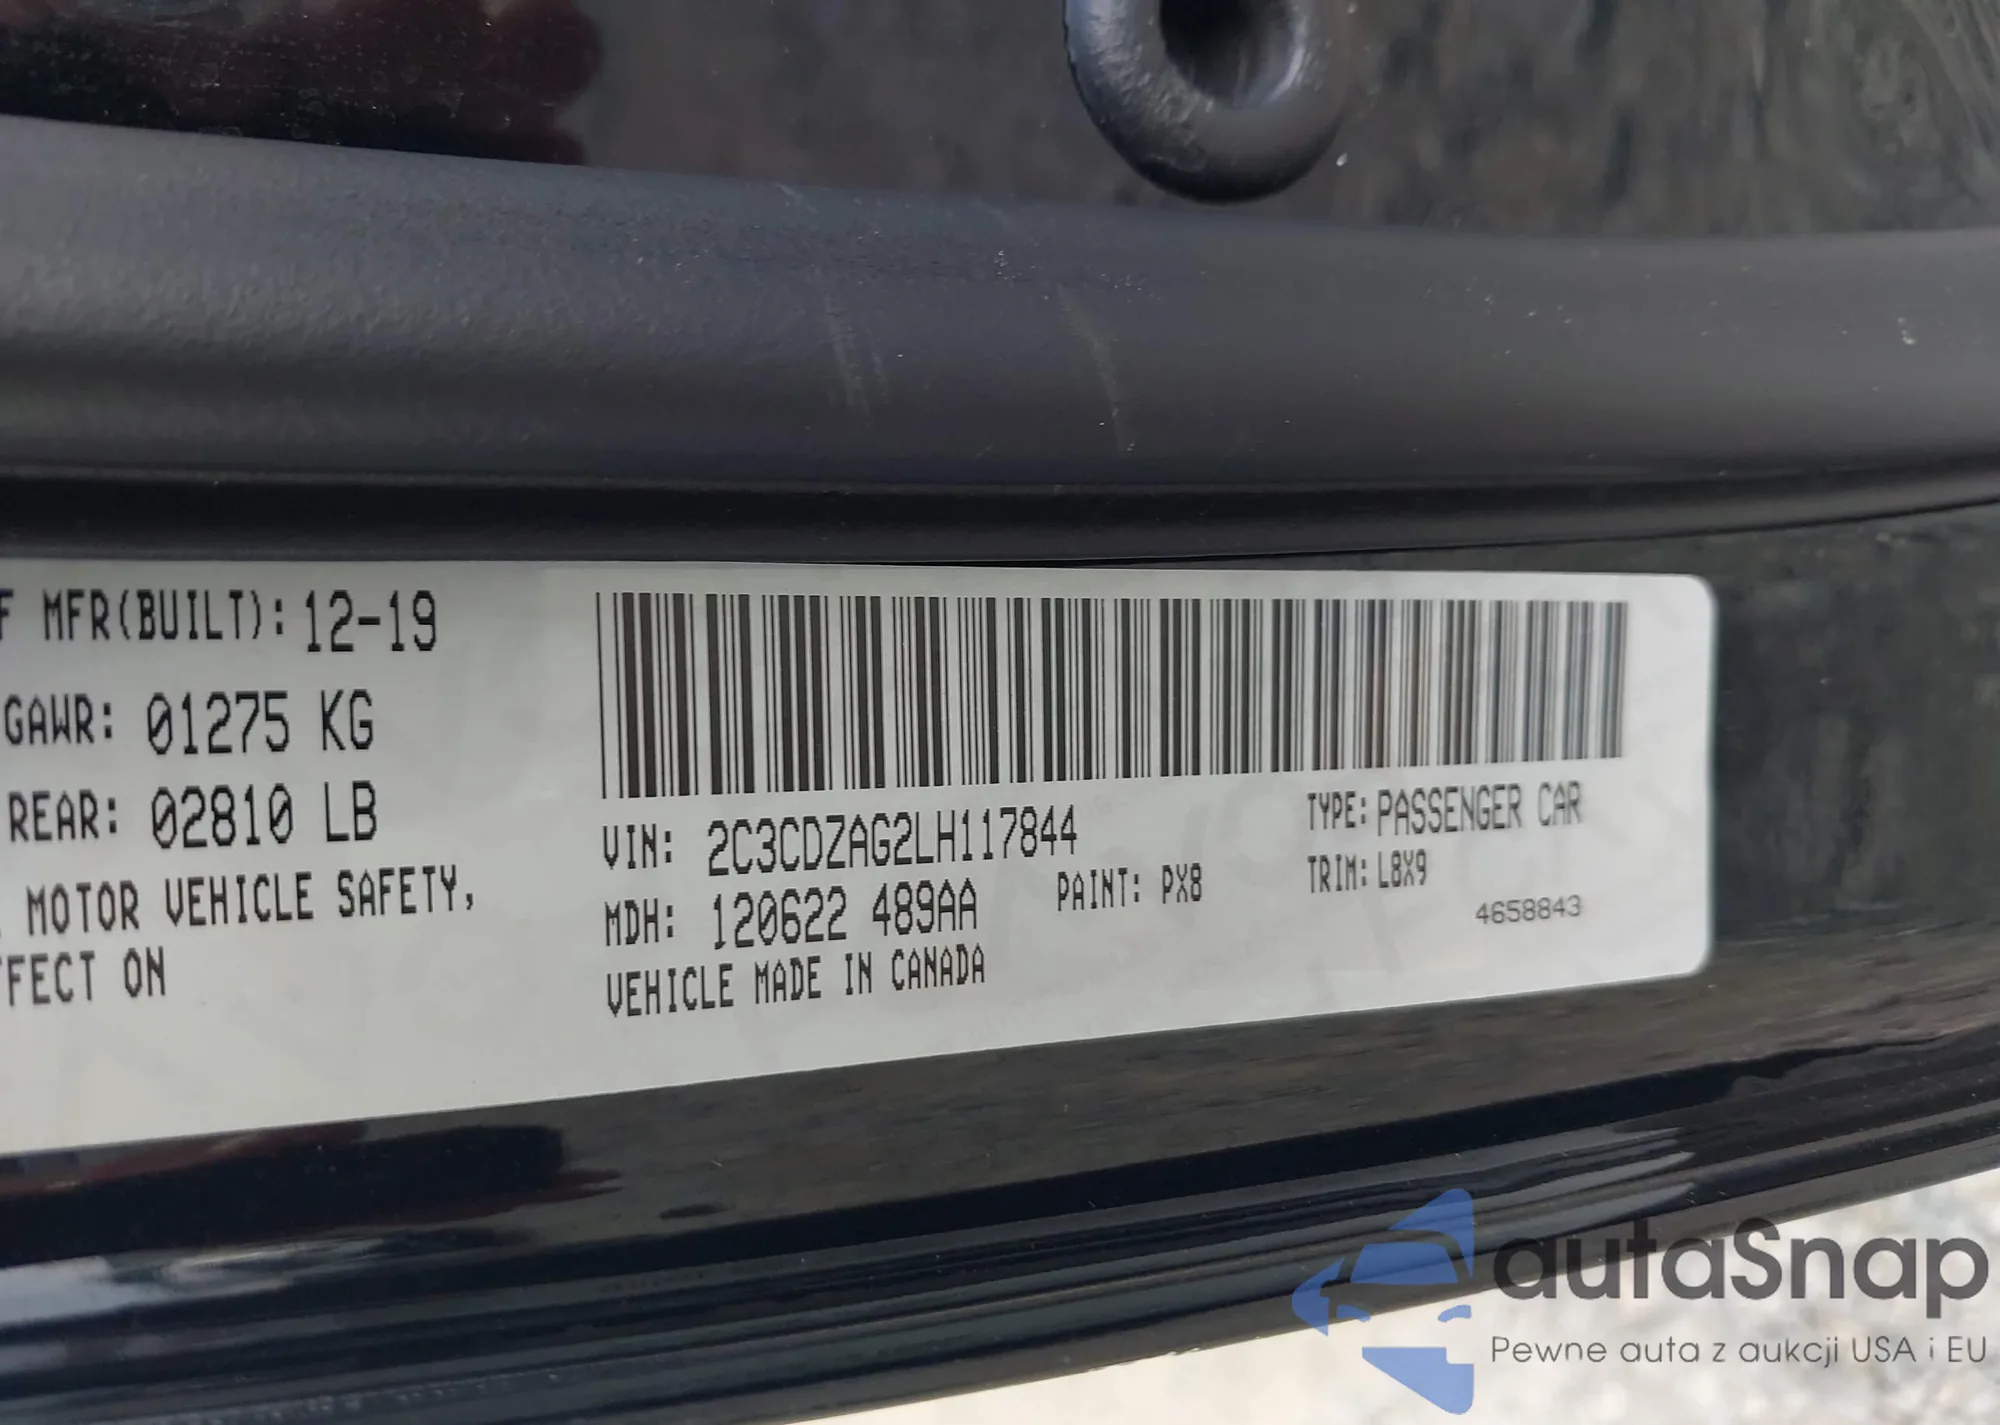 F MFR(BUILT): 12-19
GAWR: 01275 KG
REAR: 02810 LB
MOTOR VEHICLE SAFETY,
FFECT ON
VIN: 2C3CDZAG2LH117844
TYPE: PASSENGER CAR
MDH: 120622 489AA
PAINT: PX8
TRIM: L8X9
VEHICLE MADE IN CANADA
4658843
autaSnap
Pewne auta z aukcji USA i EU